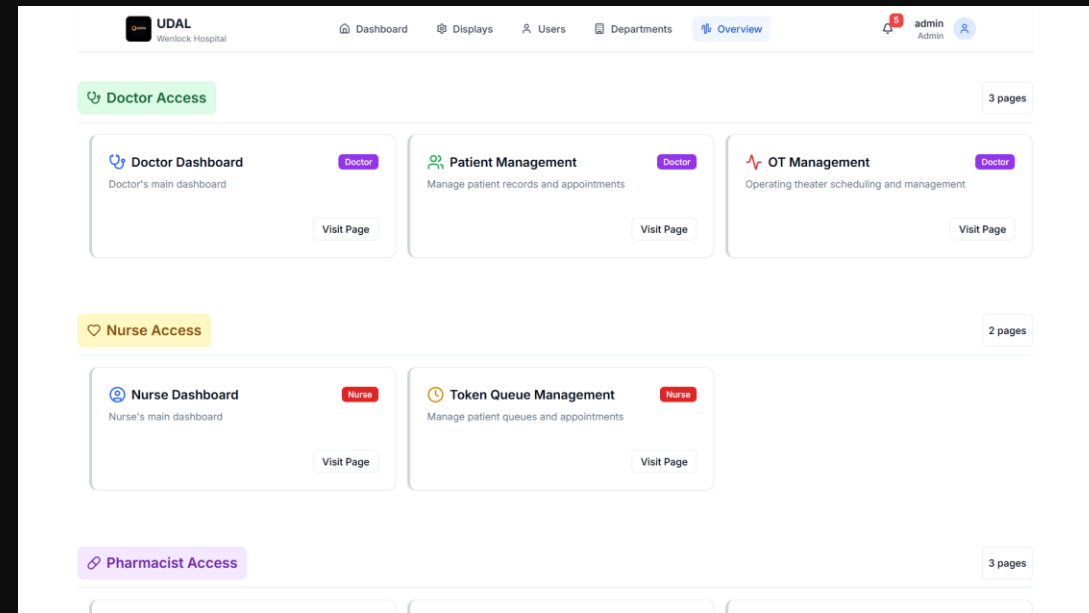 UDAL
Wenlock Hospital
Dashboard
Displays
Users
Departments
Overview
5
admin
Admin
Doctor Access
3 pages
Doctor Dashboard
Doctor
Doctor's main dashboard
Visit Page
Patient Management
Doctor
Manage patient records and appointments
Visit Page
OT Management
Doctor
Operating theater scheduling and management
Visit Page
Nurse Access
2 pages
Nurse Dashboard
Nurse
Nurse's main dashboard
Visit Page
Token Queue Management
Nurse
Manage patient queues and appointments
Visit Page
Pharmacist Access
3 pages